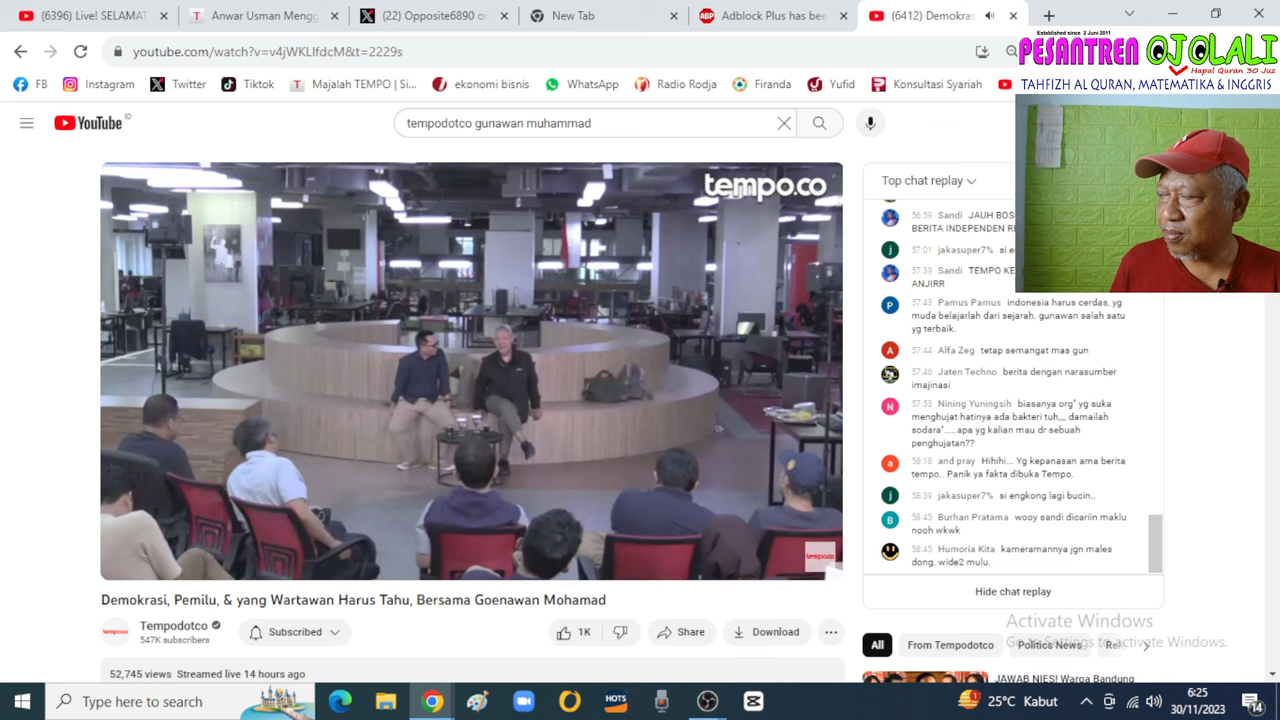 (6396) Live! SELAMAT
Anwar Usman Mengg
(22) Opposite6890 or
New Tab
Adblock Plus has bee
(6412) Demokras
youtube.com/watch?v=v4jWKLIfdcM&t=2219s
Established since 2 Juni 2011
PESANTREN OJOLALI
Hapal Quran 30 Juz
TAHFIZH AL QURAN, MATEMATIKA & INGGRIS
FB
Instagram
Twitter
Tiktok
Majalah TEMPO | Si...
ekonomi bisnis
WhatsApp
Radio Rodja
Firanda
Yufid
Konsultasi Syariah
YouTube ID
tempodotco gunawan muhammad
tempo.co
Top chat replay
56:59 Sandi JAUH BOS
BERITA INDEPENDEN RE
57:01 jakasuper7% si e
57:39 Sandi TEMPO KE
ANJIRR
57:43 Pamus Pamus indonesia harus cerdas, yg
muda belajarlah dari sejarah. gunawan salah satu
yg terbaik.
57:44 Alfa Zeg tetap semangat mas gun
57:46 Jaten Techno berita dengan narasumber
imajinasi
57:53 Nining Yuningsih biasanya org" yg suka
menghujat hatinya ada bakteri tuh,,,, damailah
sodara".....apa yg kalian mau dr sebuah
penghujatan??
58:18 and pray Hihihi... Yg kepanasan ama berita
tempo.. Panik ya fakta dibuka Tempo.
58:39 jakasuper7% si engkong lagi bucin..
58:45 Burhan Pratama wooy sandi dicariin maklu
nooh wkwk
58:45 Humoria Kita kameramannya jgn males
dong, wide2 mulu.
Hide chat replay
tempo.co
Demokrasi, Pemilu, & yang Wartawan Harus Tahu, Bersama Goenawan Mohamad
Tempodotco
547K subscribers
Subscribed
1K
Share
Download
Activate Windows
Go to Settings to activate Windows.
All
From Tempodotco
Politics News
Re
52,745 views Streamed live 14 hours ago
JAWAB NIES! Warga Bandung
Type here to search
HOTS
25°C Kabut
6:25
30/11/2023
14